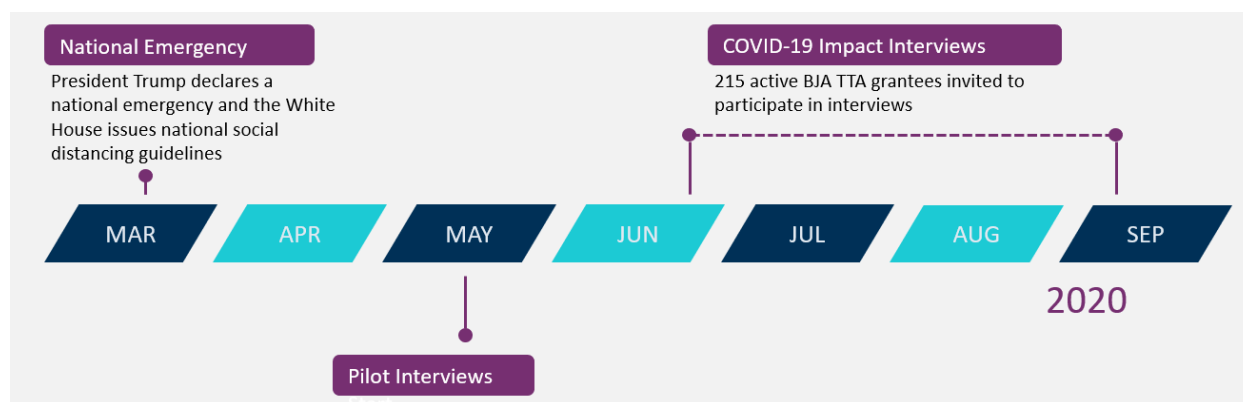 National Emergency
President Trump declares a
national emergency and the White
House issues national social
distancing guidelines
COVID-19 Impact Interviews
215 active BJA TTA grantees invited to
participate in interviews
MAR
APR
MAY
JUN
JUL
AUG
SEP
2020
Pilot Interviews